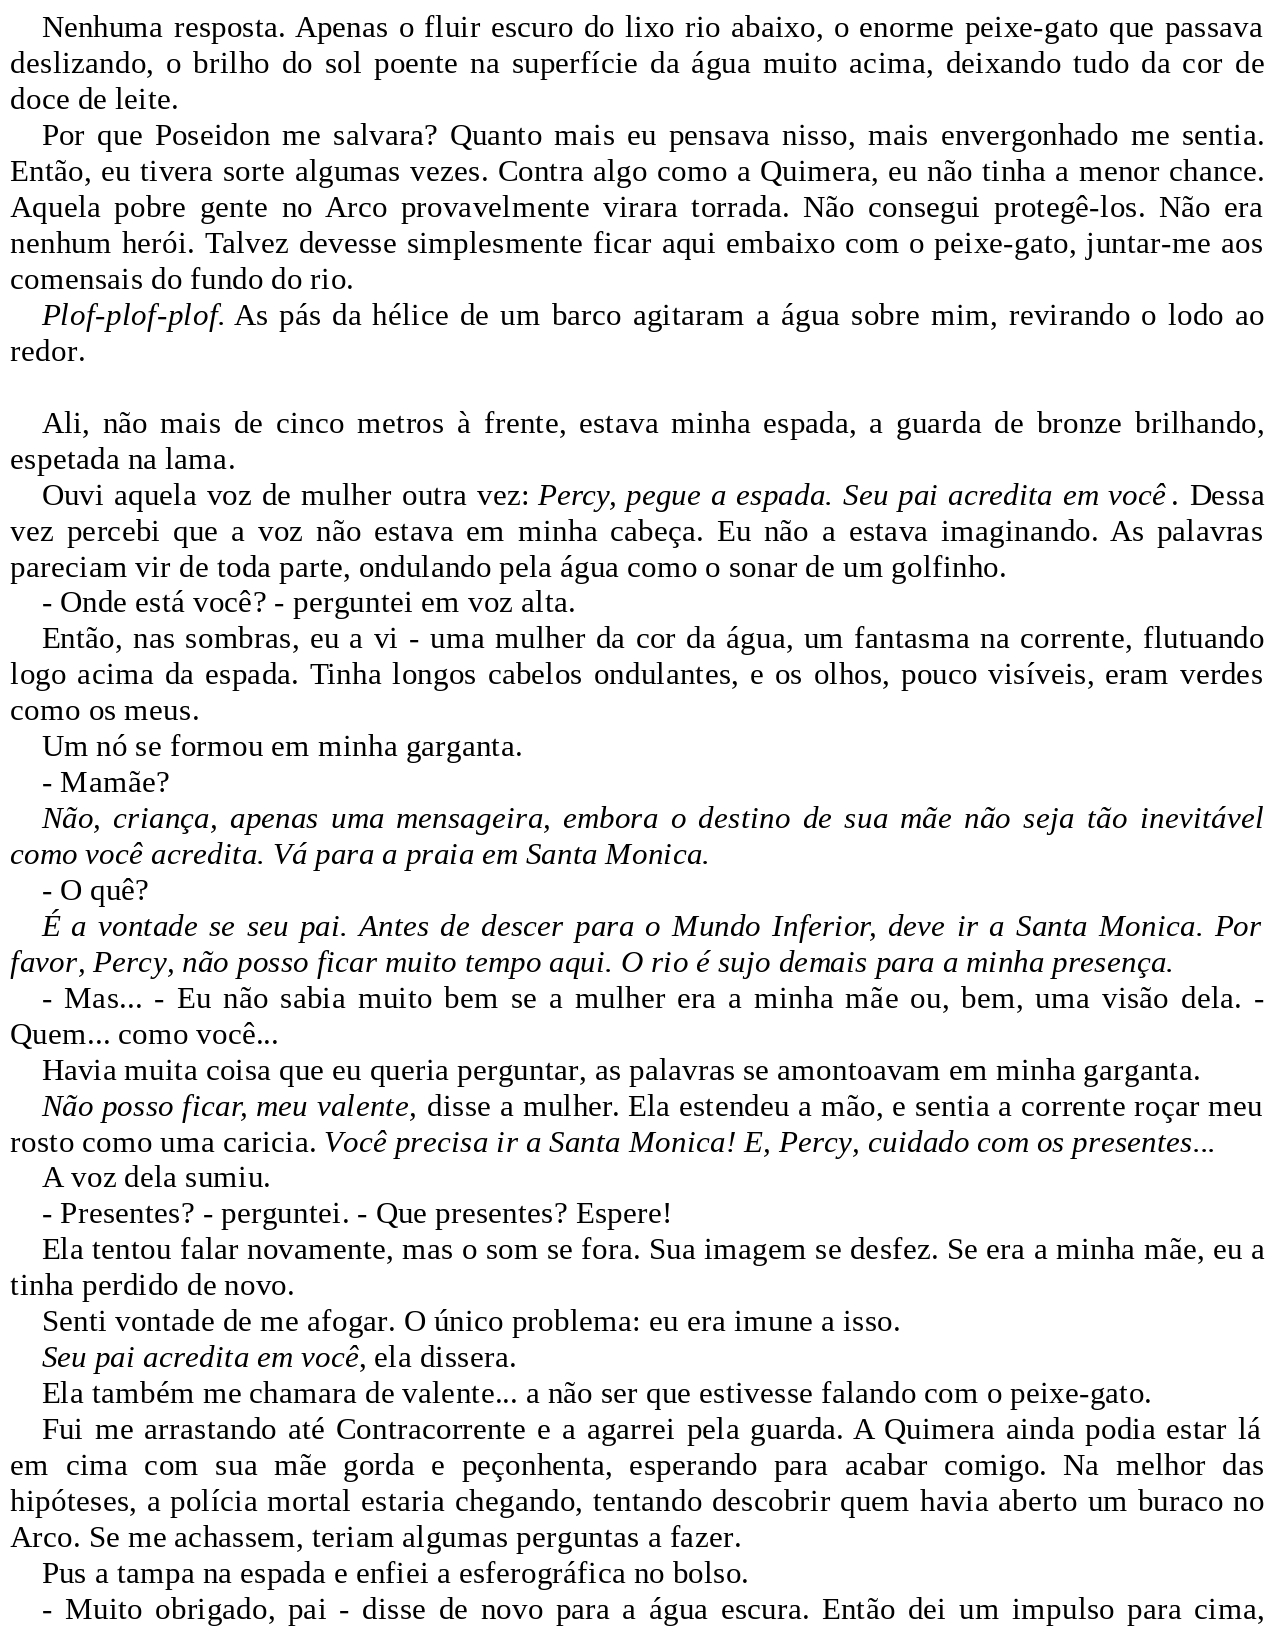 Nenhuma resposta. Apenas o fluir escuro do lixo rio abaixo, o enorme peixe-gato que passava
deslizando, o brilho do sol poente na superfície da água muito acima, deixando tudo da cor de
doce de leite.
Por que Poseidon me salvara? Quanto mais eu pensava nisso, mais envergonhado me sentia.
Então, eu tivera sorte algumas vezes. Contra algo como a Quimera, eu não tinha a menor chance.
Aquela pobre gente no Arco provavelmente virara torrada. Não consegui protegê-los. Não era
nenhum herói. Talvez devesse simplesmente ficar aqui embaixo com o peixe-gato, juntar-me aos
comensais do fundo do rio.
Plof-plof-plof. As pás da hélice de um barco agitaram a água sobre mim, revirando o lodo ao
redor.
Ali, não mais de cinco metros à frente, estava minha espada, a guarda de bronze brilhando,
espetada na lama.
Ouvi aquela voz de mulher outra vez: Percy, pegue a espada. Seu pai acredita em você . Dessa
vez percebi que a voz não estava em minha cabeça. Eu não a estava imaginando. As palavras
pareciam vir de toda parte, ondulando pela água como o sonar de um golfinho.
- Onde está você? - perguntei em voz alta.
Então, nas sombras, eu a vi - uma mulher da cor da água, um fantasma na corrente, flutuando
logo acima da espada. Tinha longos cabelos ondulantes, e os olhos, pouco visíveis, eram verdes
como os meus.
Um nó se formou em minha garganta.
- Mamãe?
Não, criança, apenas uma mensageira, embora o destino de sua mãe não seja tão inevitável
como você acredita. Vá para a praia em Santa Monica.
- O quê?
É a vontade se seu pai. Antes de descer para o Mundo Inferior, deve ir a Santa Monica. Por
favor, Percy, não posso ficar muito tempo aqui. O rio é sujo demais para a minha presença.
- Mas... - Eu não sabia muito bem se a mulher era a minha mãe ou, bem, uma visão dela. -
Quem... como você...
Havia muita coisa que eu queria perguntar, as palavras se amontoavam em minha garganta.
Não posso ficar, meu valente, disse a mulher. Ela estendeu a mão, e sentia a corrente roçar meu
rosto como uma caricia. Você precisa ir a Santa Monica! E, Percy, cuidado com os presentes...
A voz dela sumiu.
- Presentes? - perguntei. - Que presentes? Espere!
Ela tentou falar novamente, mas o som se fora. Sua imagem se desfez. Se era a minha mãe, eu a
tinha perdido de novo.
Senti vontade de me afogar. O único problema: eu era imune a isso.
Seu pai acredita em você, ela dissera.
Ela também me chamara de valente... a não ser que estivesse falando com o peixe-gato.
Fui me arrastando até Contracorrente e a agarrei pela guarda. A Quimera ainda podia estar lá
em cima com sua mãe gorda e peçonhenta, esperando para acabar comigo. Na melhor das
hipóteses, a polícia mortal estaria chegando, tentando descobrir quem havia aberto um buraco no
Arco. Se me achassem, teriam algumas perguntas a fazer.
Pus a tampa na espada e enfiei a esferográfica no bolso.
- Muito obrigado, pai - disse de novo para a água escura. Então dei um impulso para cima,